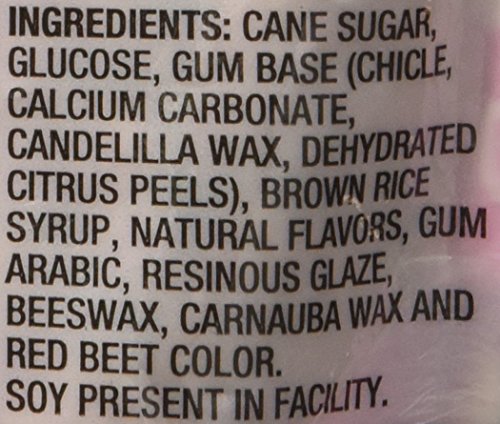 INGREDIENTS: CANE SUGAR,
GLUCOSE, GUM BASE (CHICLE,
CALCIUM CARBONATE,
CANDELILLA WAX, DEHYDRATED
CITRUS PEELS), BROWN RICE
SYRUP, NATURAL FLAVORS, GUM
ARABIC, RESINOUS GLAZE,
BEESWAX, CARNAUBA WAX AND
RED BEET COLOR.
SOY PRESENT IN FACILITY.